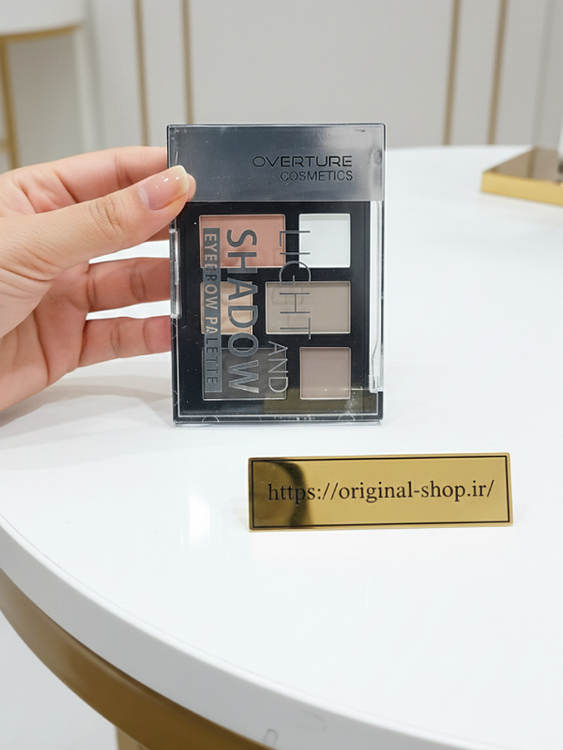 OVERTURE
COSMETICS
LIGHT AND
SHADOW
EYEBROW PALETTE
https://original-shop.ir/